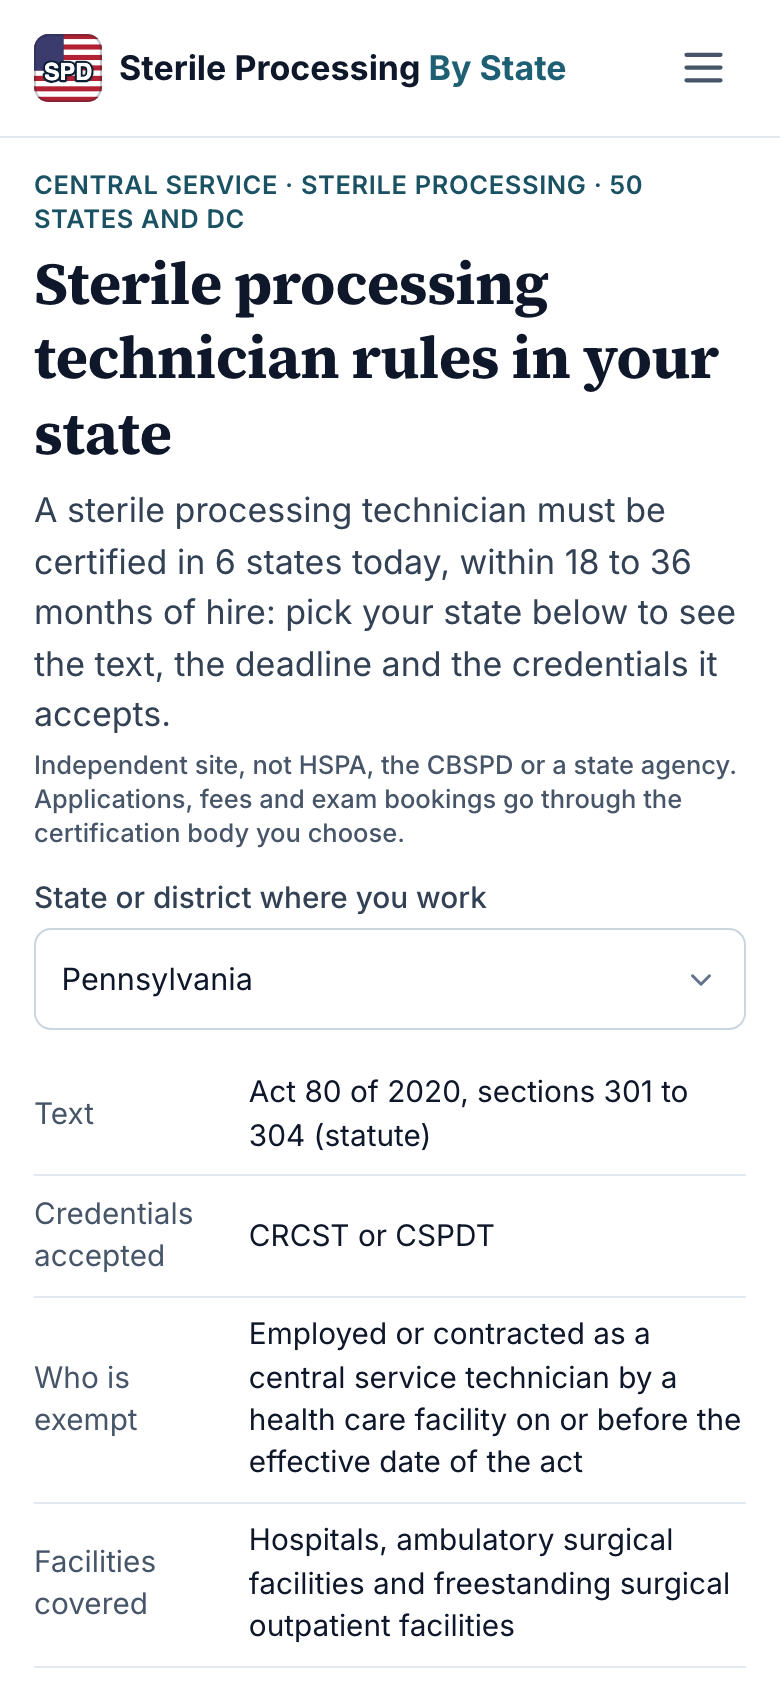 SPD
Sterile Processing By State
CENTRAL SERVICE · STERILE PROCESSING · 50
STATES AND DC
Sterile processing
technician rules in your
state
A sterile processing technician must be
certified in 6 states today, within 18 to 36
months of hire: pick your state below to see
the text, the deadline and the credentials it
accepts.
Independent site, not HSPA, the CBSPD or a state agency.
Applications, fees and exam bookings go through the
certification body you choose.
State or district where you work
Pennsylvania
Text
Act 80 of 2020, sections 301 to
304 (statute)
Credentials
accepted
CRCST or CSPDT
Who is
exempt
Employed or contracted as a
central service technician by a
health care facility on or before the
effective date of the act
Facilities
covered
Hospitals, ambulatory surgical
facilities and freestanding surgical
outpatient facilities